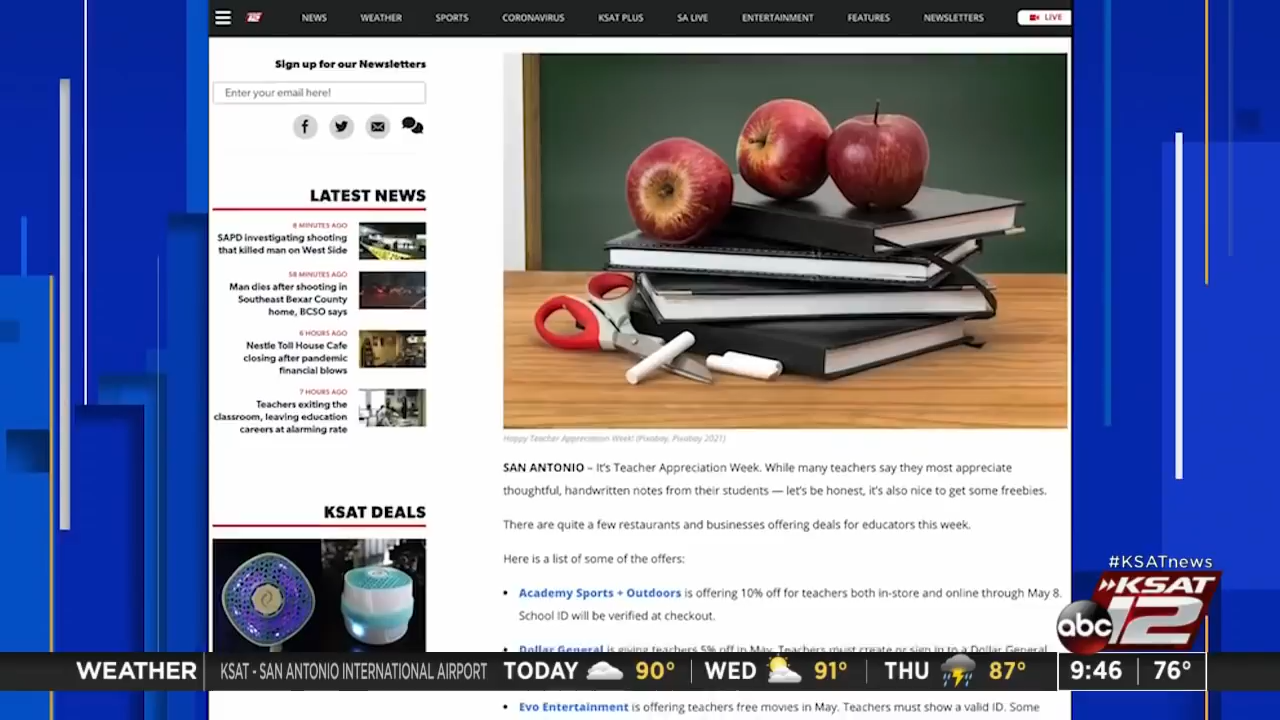 NEWS WEATHER SPORTS CORONAVIRUS KSAT PLUS SA LIVE ENTERTAINMENT FEATURES NEWSLETTERS LIVE
Sign up for our Newsletters
Enter your email here!
LATEST NEWS
8 MINUTES AGO
SAPD investigating shooting
that killed man on West Side
58 MINUTES AGO
Man dies after shooting in
Southeast Bexar County
home, BCSO says
6 HOURS AGO
Nestle Toll House Cafe
closing after pandemic
financial blows
7 HOURS AGO
Teachers exiting the
classroom, leaving education
careers at alarming rate
KSAT DEALS
Happy Teacher Appreciation Week! (Pixabay, Pixabay 2021)
SAN ANTONIO – It's Teacher Appreciation Week. While many teachers say they most appreciate
thoughtful, handwritten notes from their students — let's be honest, it's also nice to get some freebies.
There are quite a few restaurants and businesses offering deals for educators this week.
Here is a list of some of the offers:
• Academy Sports + Outdoors is offering 10% off for teachers both in-store and online through May 8.
School ID will be verified at checkout.
• Dollar General is giving teachers 5% off in May. Teachers must create or sign in to a Dollar General
• Evo Entertainment is offering teachers free movies in May. Teachers must show a valid ID. Some
#KSATnews
KSAT
abc 12
WEATHER KSAT - SAN ANTONIO INTERNATIONAL AIRPORT TODAY 90° WED 91° THU 87° 9:46 76°